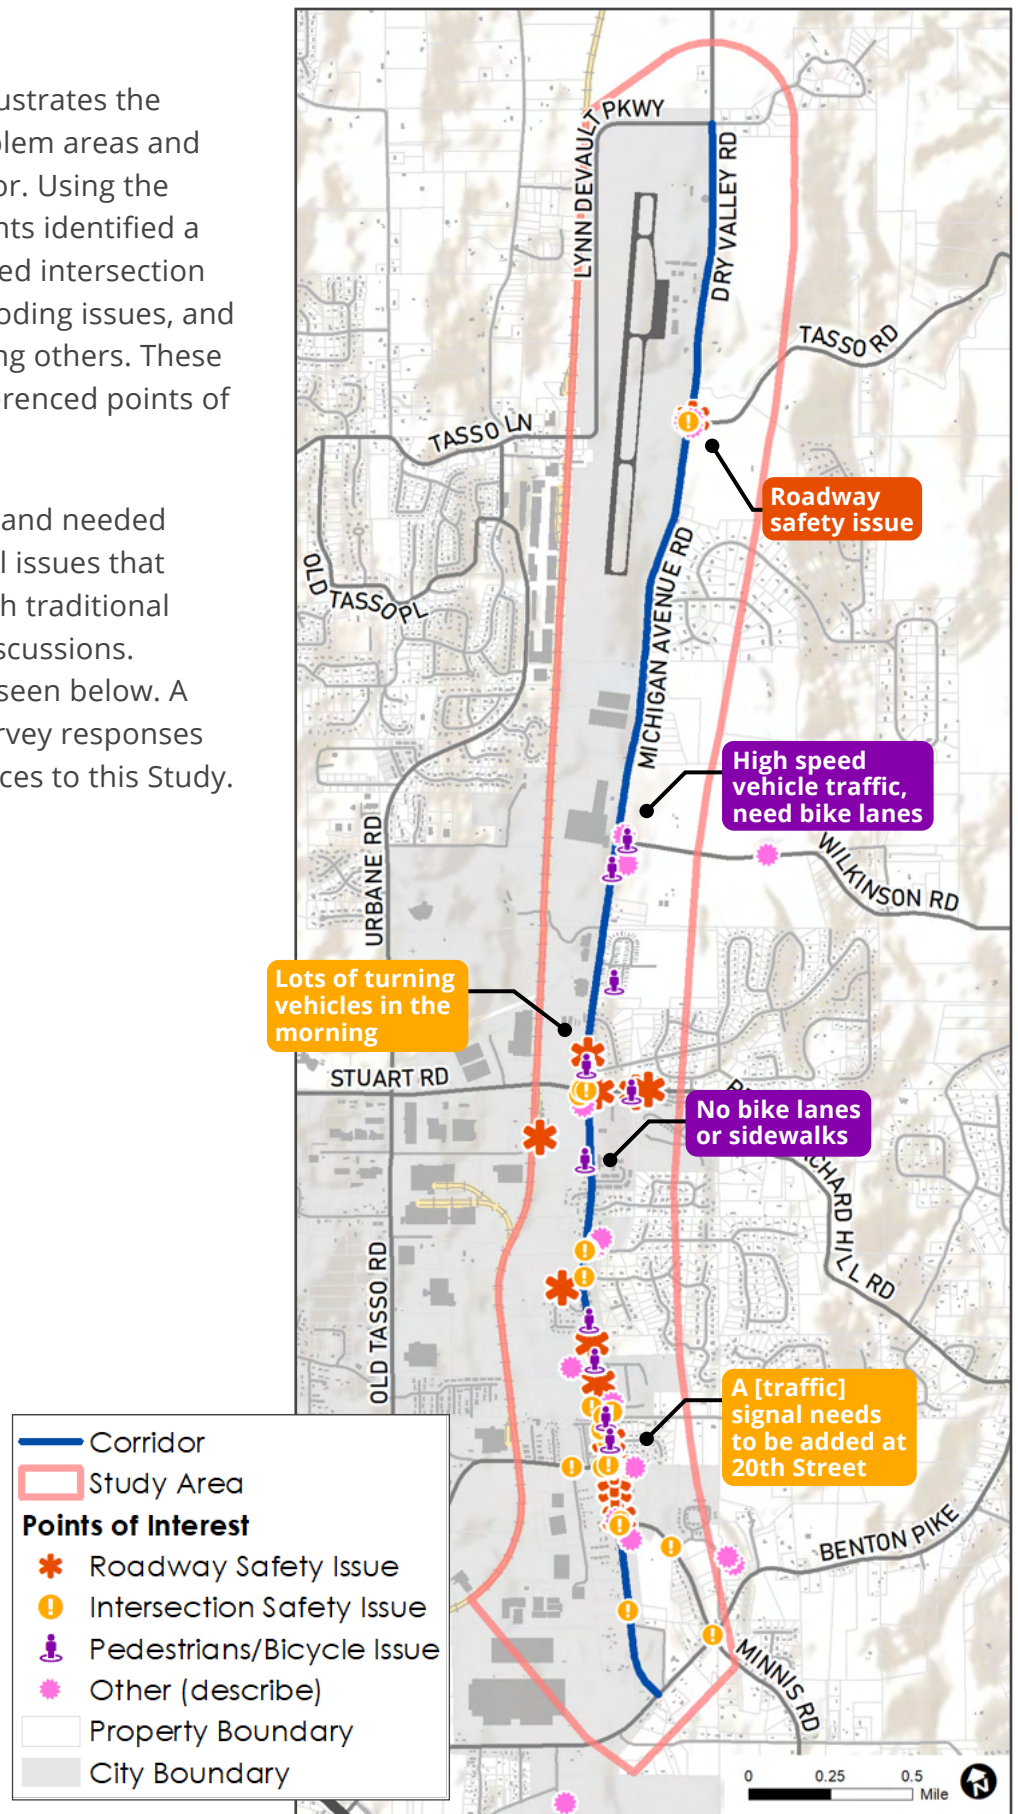 ustrates the
lem areas and
or. Using the
nts identified a
ed intersection
oding issues, and
ng others. These
erenced points of
and needed
l issues that
h traditional
scussions.
seen below. A
rvey responses
ces to this Study.
LYNN DEVAULT PKWY
DRY VALLEY RD
TASSO RD
TASSO LN
Roadway
safety issue
OLD TASSO PL
MICHIGAN AVENUE RD
High speed
vehicle traffic,
need bike lanes
URBANE RD
WILKINSON RD
Lots of turning
vehicles in the
morning
STUART RD
No bike lanes
or sidewalks
CHARD HILL RD
OLD TASSO RD
A [traffic]
signal needs
to be added at
20th Street
BENTON PIKE
MINNIS RD
Corridor
Study Area
Points of Interest
Roadway Safety Issue
Intersection Safety Issue
Pedestrians/Bicycle Issue
Other (describe)
Property Boundary
City Boundary
0 0.25 0.5
Mile
N